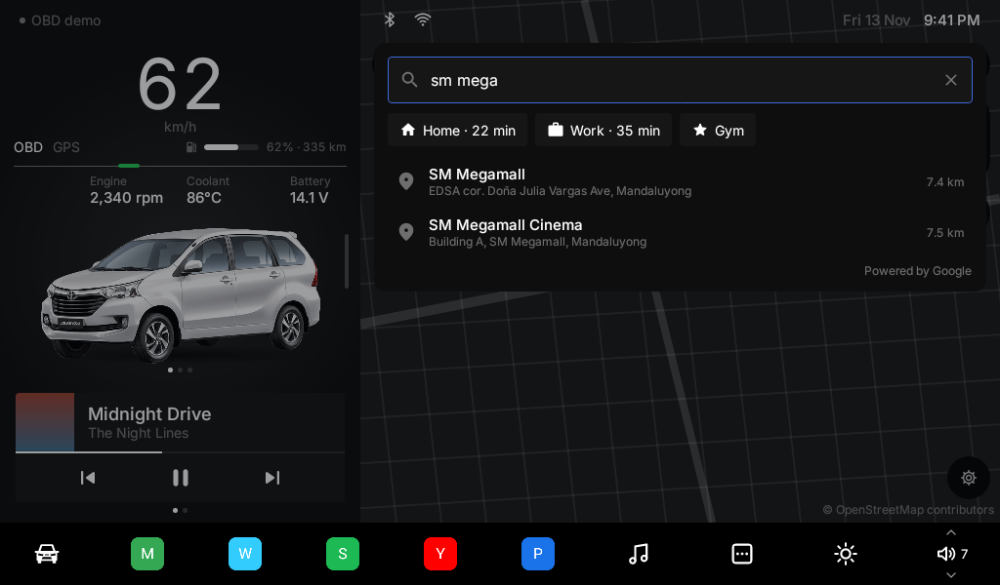 OBD demo
62
km/h
OBD GPS
62% · 335 km
Engine
2,340 rpm
Coolant
86°C
Battery
14.1 V
Midnight Drive
The Night Lines
Fri 13 Nov 9:41 PM
sm mega
Home · 22 min
Work · 35 min
Gym
SM Megamall
EDSA cor. Doña Julia Vargas Ave, Mandaluyong
7.4 km
SM Megamall Cinema
Building A, SM Megamall, Mandaluyong
7.5 km
Powered by Google
© OpenStreetMap contributors
M
W
S
Y
P
7